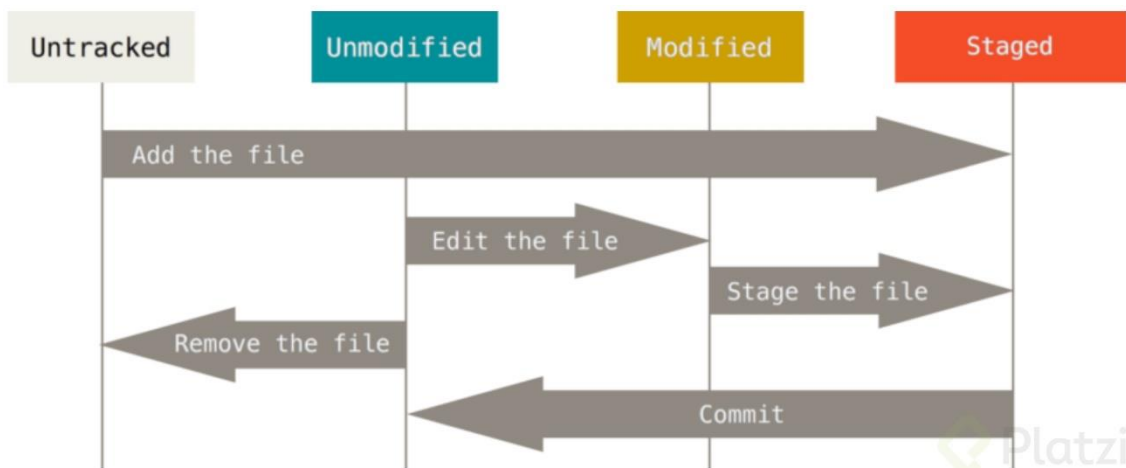 Untracked
Unmodified
Modified
Staged
Add the file
Edit the file
Stage the file
Remove the file
Commit
Platzi